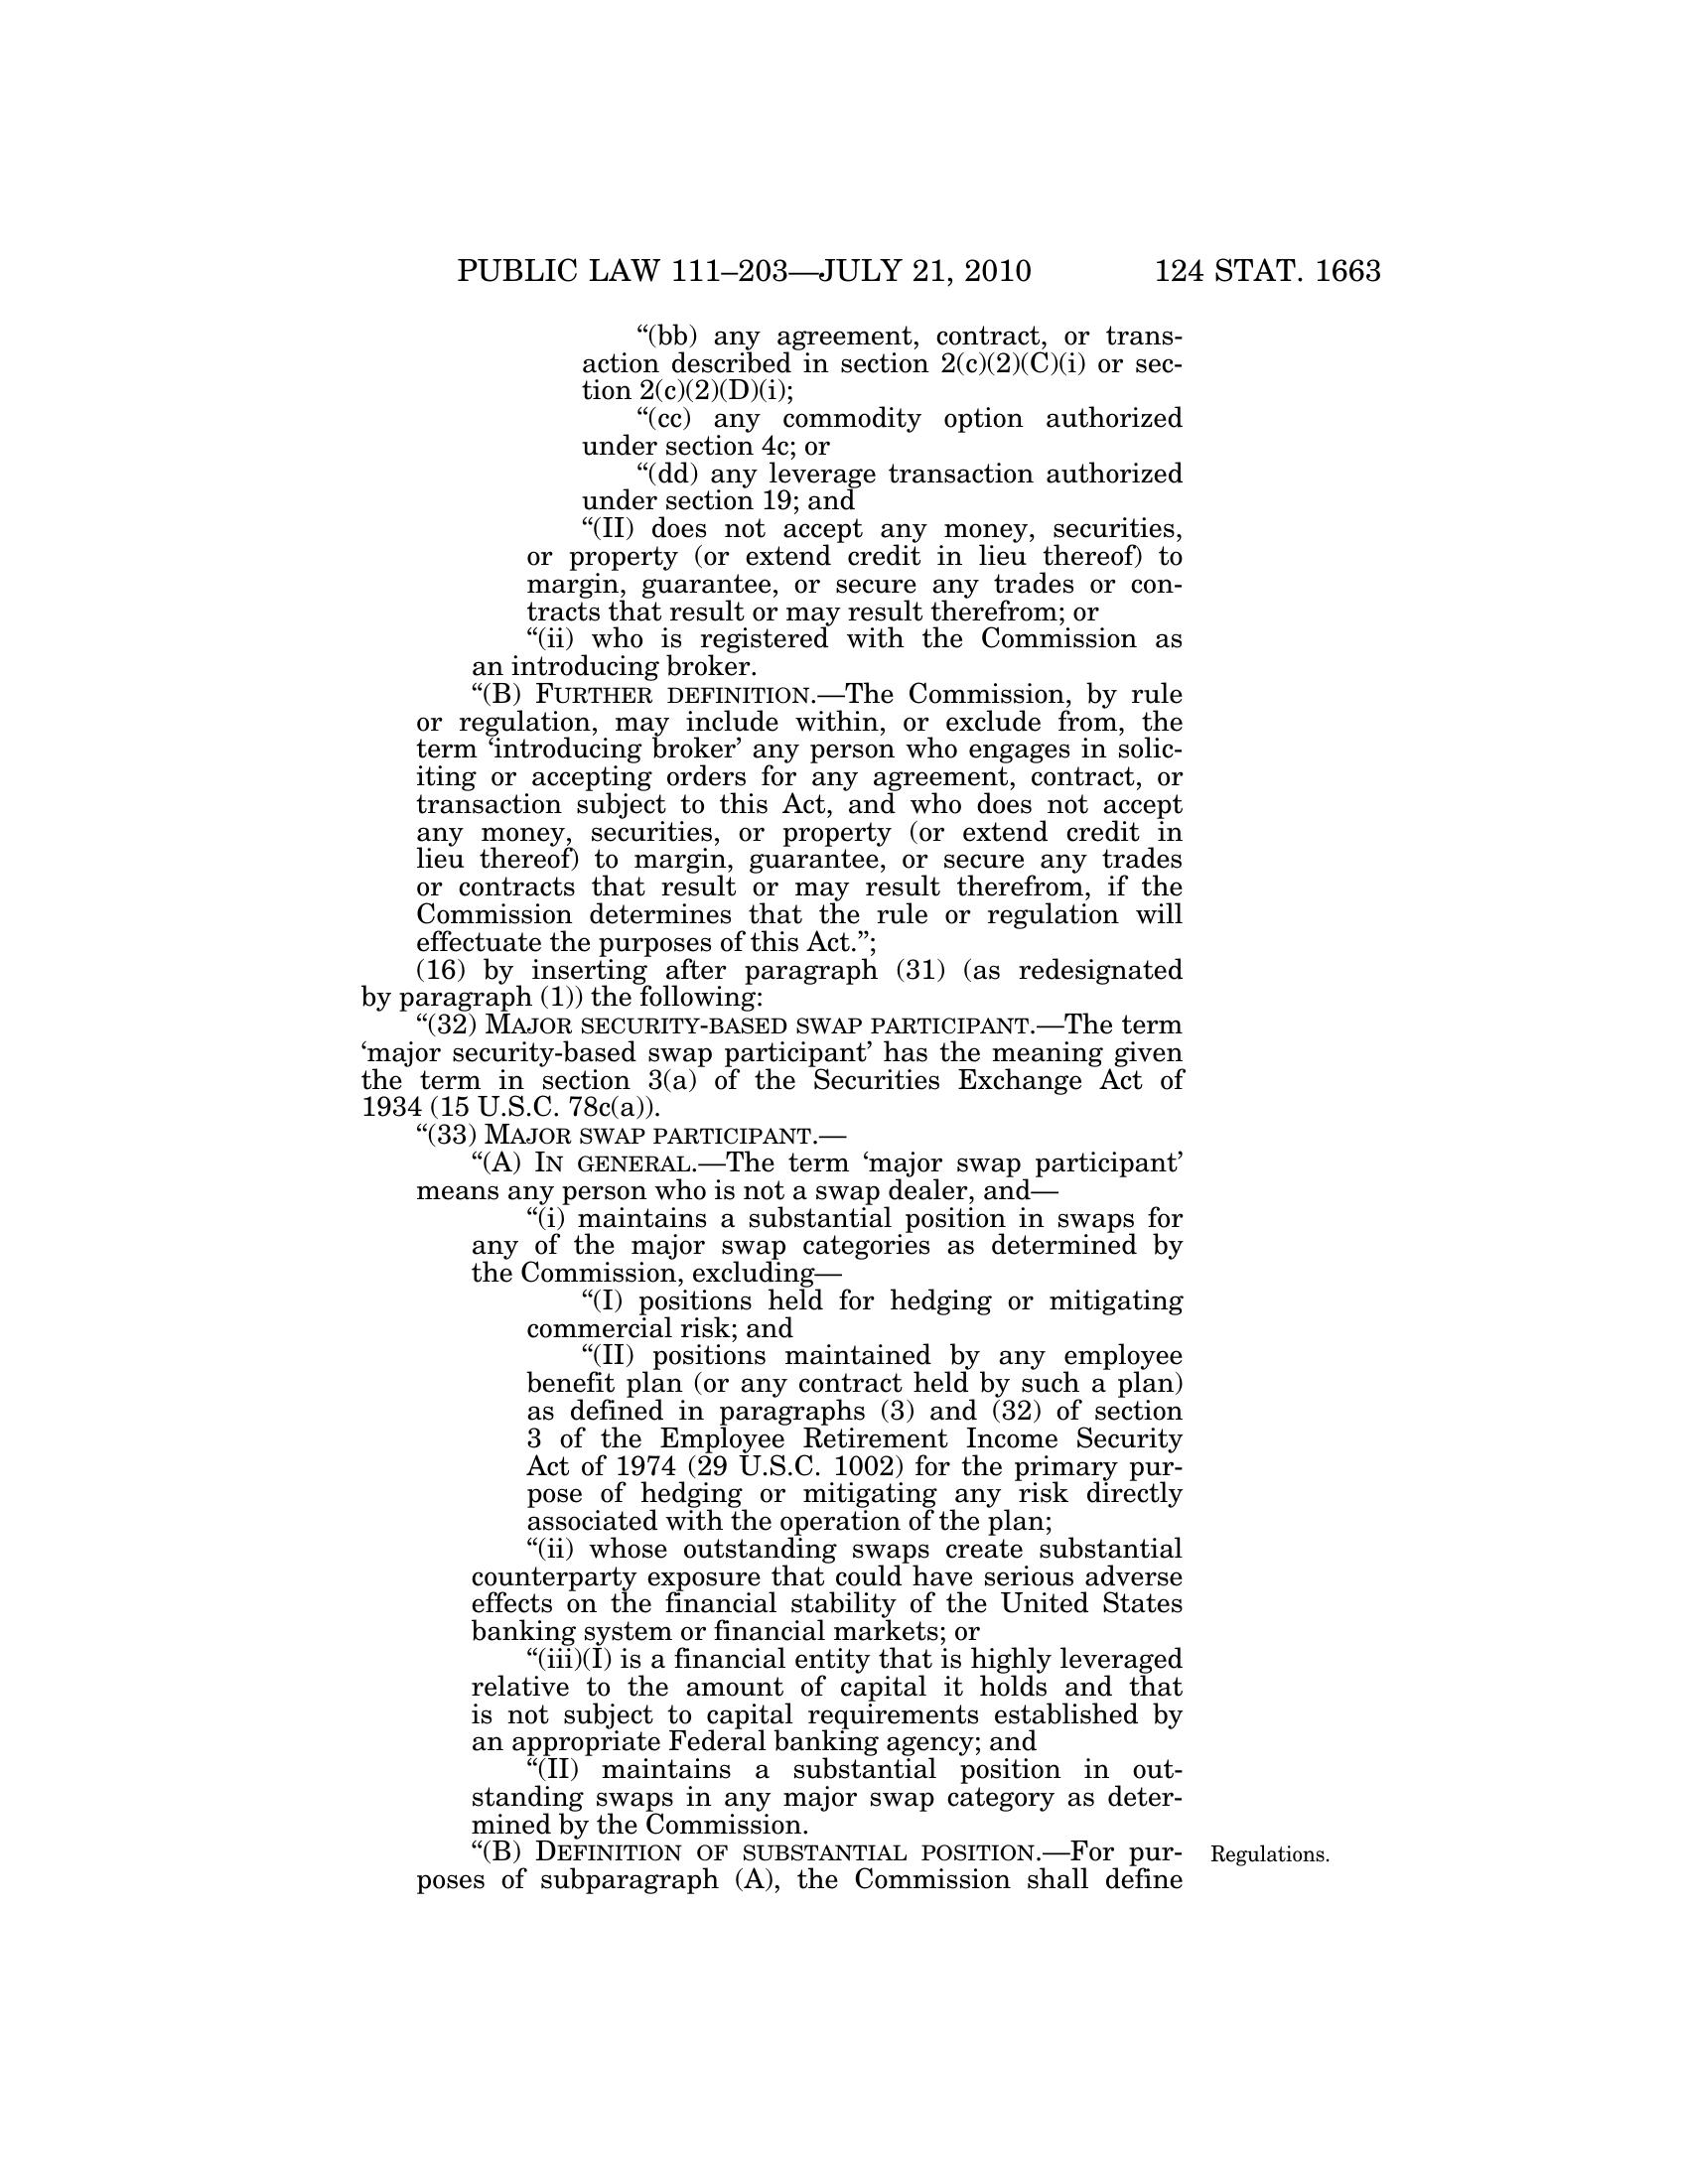 PUBLIC LAW 111–203—JULY 21, 2010 124 STAT. 1663
“(bb) any agreement, contract, or trans-
action described in section 2(c)(2)(C)(i) or sec-
tion 2(c)(2)(D)(i);
“(cc) any commodity option authorized
under section 4c; or
“(dd) any leverage transaction authorized
under section 19; and
“(II) does not accept any money, securities,
or property (or extend credit in lieu thereof) to
margin, guarantee, or secure any trades or con-
tracts that result or may result therefrom; or
“(ii) who is registered with the Commission as
an introducing broker.
“(B) FURTHER DEFINITION.—The Commission, by rule
or regulation, may include within, or exclude from, the
term ‘introducing broker’ any person who engages in solic-
iting or accepting orders for any agreement, contract, or
transaction subject to this Act, and who does not accept
any money, securities, or property (or extend credit in
lieu thereof) to margin, guarantee, or secure any trades
or contracts that result or may result therefrom, if the
Commission determines that the rule or regulation will
effectuate the purposes of this Act.”;
(16) by inserting after paragraph (31) (as redesignated
by paragraph (1)) the following:
“(32) MAJOR SECURITY-BASED SWAP PARTICIPANT.—The term
‘major security-based swap participant’ has the meaning given
the term in section 3(a) of the Securities Exchange Act of
1934 (15 U.S.C. 78c(a)).
“(33) MAJOR SWAP PARTICIPANT.—
“(A) IN GENERAL.—The term ‘major swap participant’
means any person who is not a swap dealer, and—
“(i) maintains a substantial position in swaps for
any of the major swap categories as determined by
the Commission, excluding—
“(I) positions held for hedging or mitigating
commercial risk; and
“(II) positions maintained by any employee
benefit plan (or any contract held by such a plan)
as defined in paragraphs (3) and (32) of section
3 of the Employee Retirement Income Security
Act of 1974 (29 U.S.C. 1002) for the primary pur-
pose of hedging or mitigating any risk directly
associated with the operation of the plan;
“(ii) whose outstanding swaps create substantial
counterparty exposure that could have serious adverse
effects on the financial stability of the United States
banking system or financial markets; or
“(iii)(I) is a financial entity that is highly leveraged
relative to the amount of capital it holds and that
is not subject to capital requirements established by
an appropriate Federal banking agency; and
“(II) maintains a substantial position in out-
standing swaps in any major swap category as deter-
mined by the Commission.
“(B) DEFINITION OF SUBSTANTIAL POSITION.—For pur- Regulations.
poses of subparagraph (A), the Commission shall define